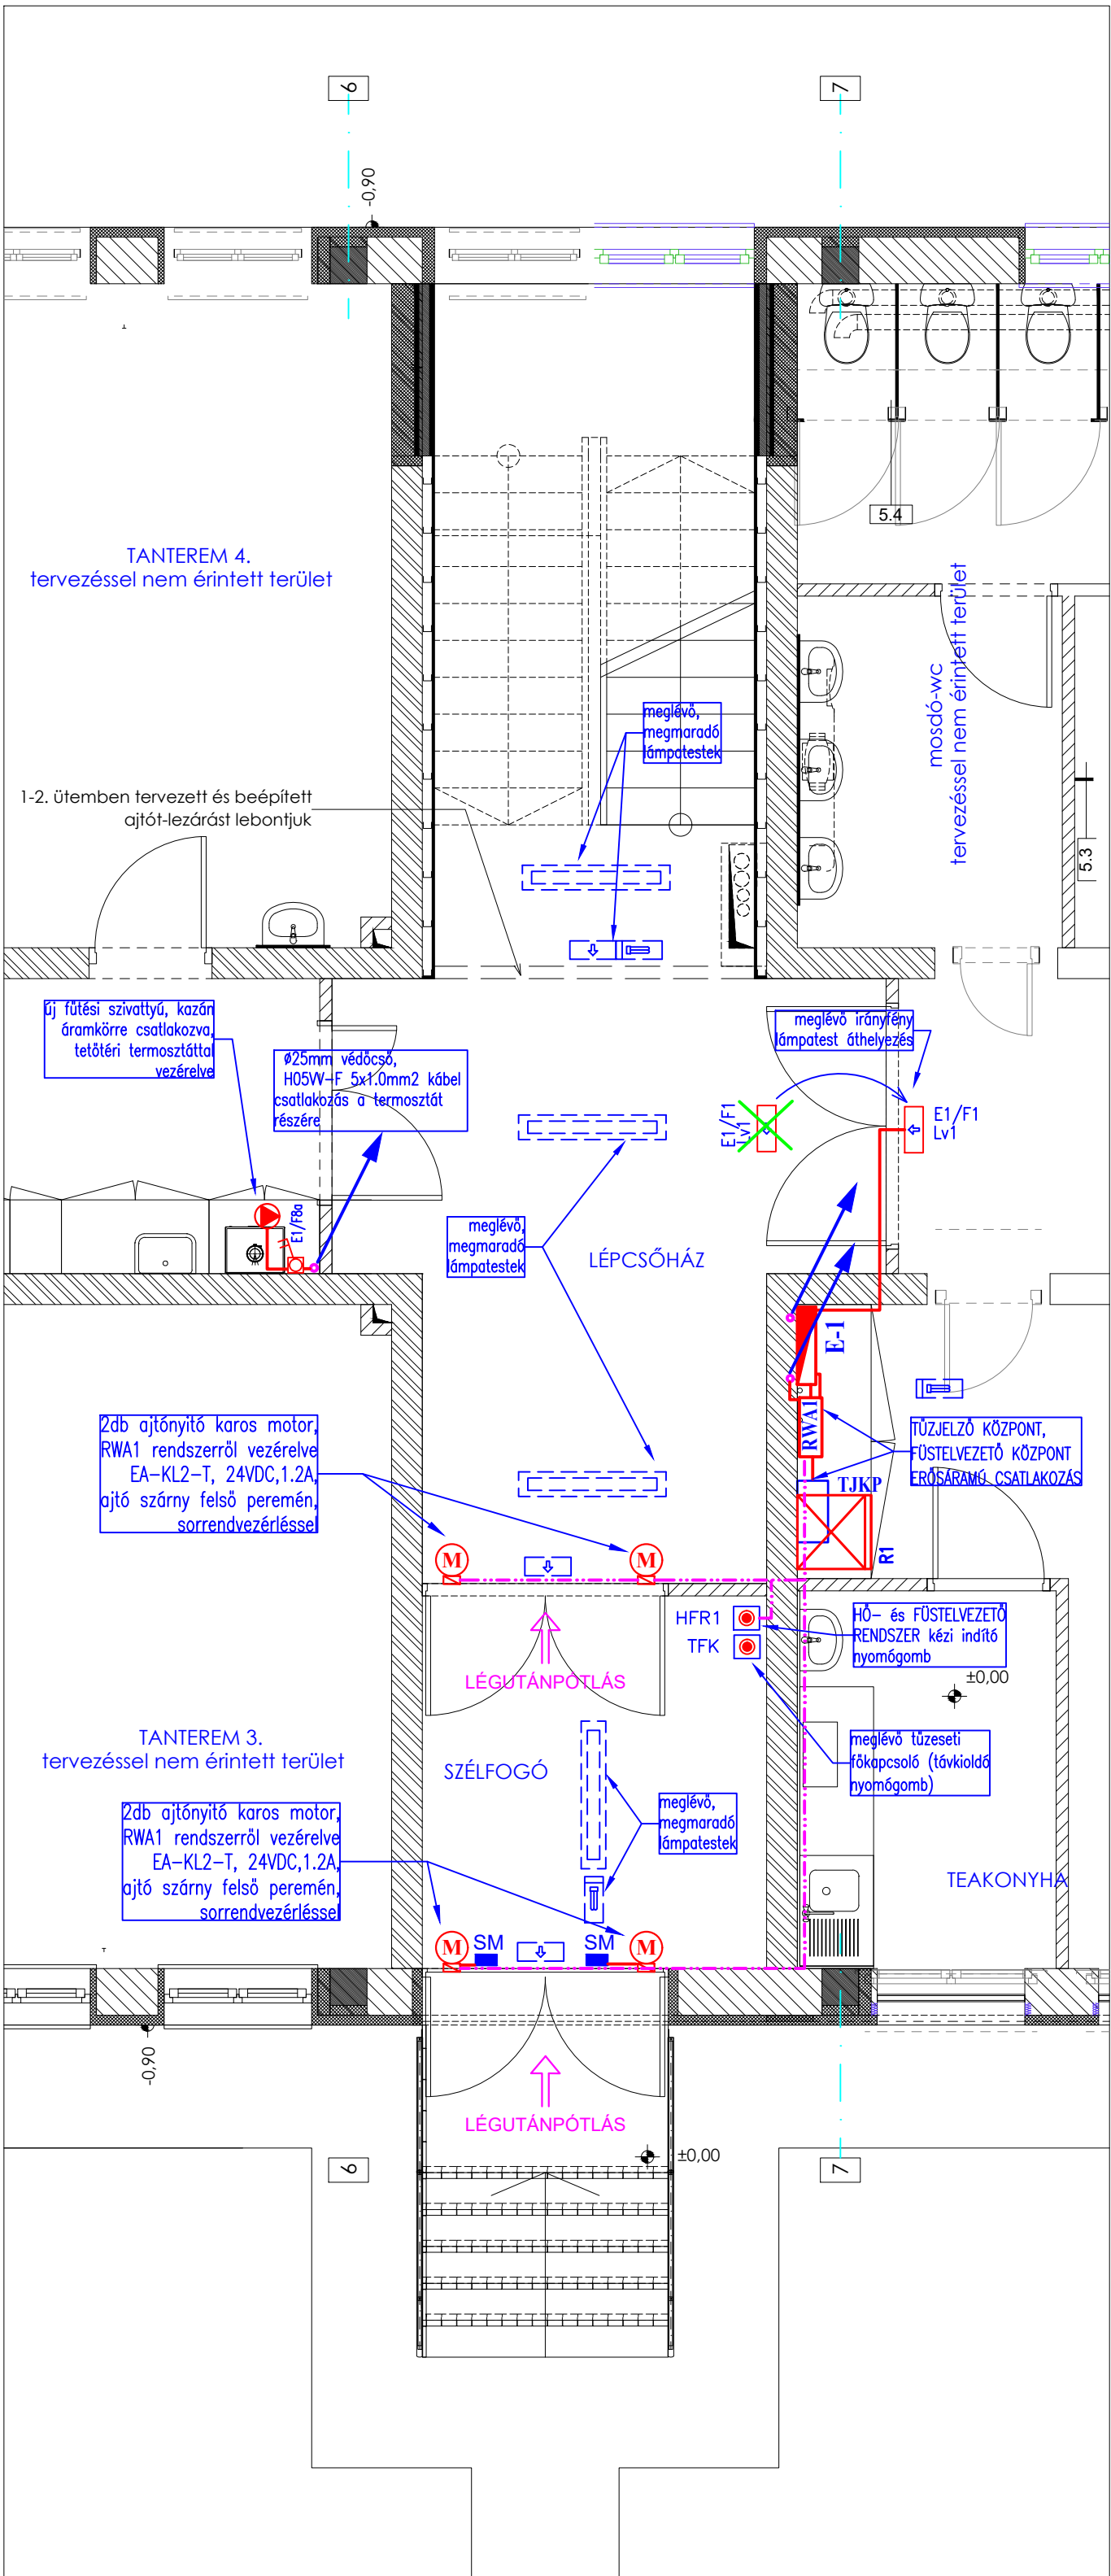 6
7
-0,90
5.4
TANTEREM 4.
tervezéssel nem érintett terület
mosdó-wc
tervezéssel nem érintett terület
meglévő,
megmaradó
lámpatestek
1-2. ütemben tervezett és beépített
ajtót-lezárást lebontjuk
5.3
új fűtési szivattyú, kazán
áramkörre csatlakozva,
tetőtéri termosztáttal
vezérelve
Ø25mm védőcső,
H05VV-F 5x1.0mm2 kábel
csatlakozás a termosztát
részére
meglévő irányfény
lámpatest áthelyezés
E1/F1
Lv1
E1/F1
Lv1
E1/F8a
meglévő,
megmaradó
lámpatestek
LÉPCSŐHÁZ
E-1
RWA1
TJKP
R1
TŰZJELZŐ KÖZPONT,
FÜSTELVEZETŐ KÖZPONT
ERŐSÁRAMÚ CSATLAKOZÁS
2db ajtónyitó karos motor,
RWA1 rendszerről vezérelve
EA-KL2-T, 24VDC,1.2A,
ajtó szárny felső peremén,
sorrendvezérléssel
M
M
HFR1
TFK
HŐ- és FÜSTELVEZETŐ
RENDSZER kézi indító
nyomógomb
LÉGUTÁNPÓTLÁS
±0,00
TANTEREM 3.
tervezéssel nem érintett terület
SZÉLFOGÓ
meglévő tűzeseti
főkapcsoló (távkioldó
nyomógomb)
meglévő,
megmaradó
lámpatestek
2db ajtónyitó karos motor,
RWA1 rendszerről vezérelve
EA-KL2-T, 24VDC,1.2A,
ajtó szárny felső peremén,
sorrendvezérléssel
TEAKONYHA
M
SM
SM
M
-0,90
LÉGUTÁNPÓTLÁS
±0,00
6
7